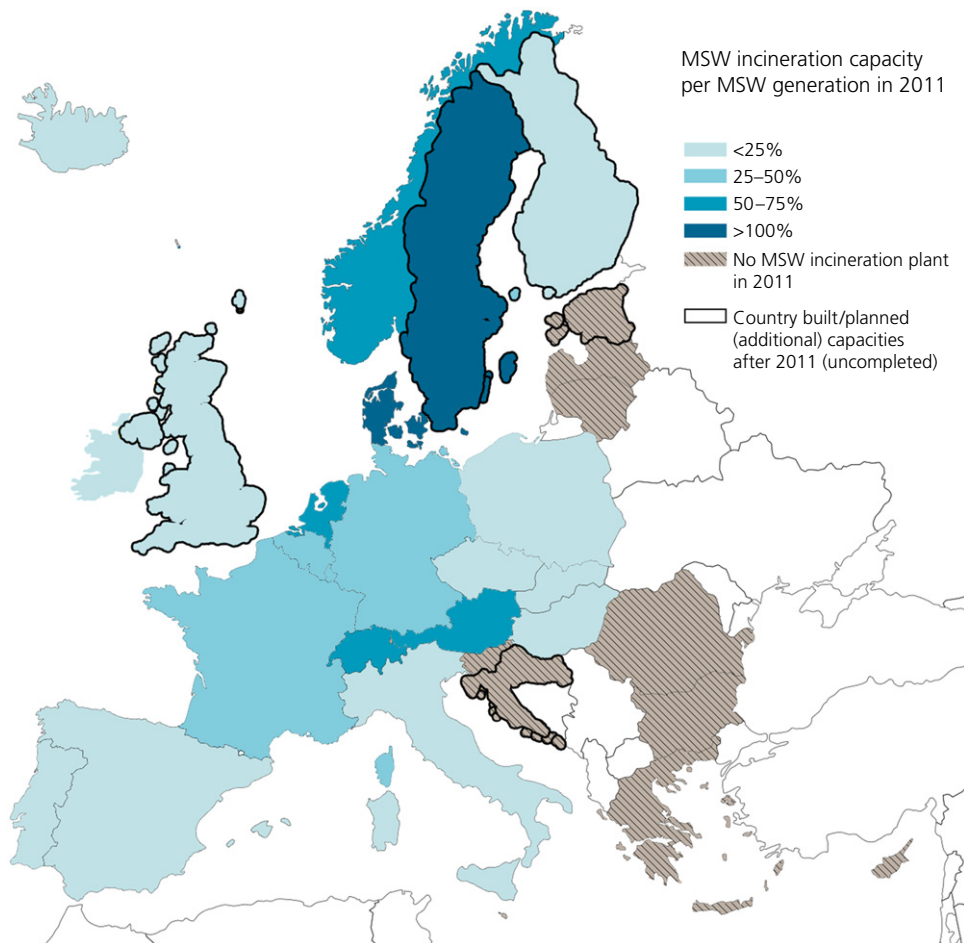 MSW incineration capacity
per MSW generation in 2011
<25%
25–50%
50–75%
>100%
No MSW incineration plant
in 2011
Country built/planned
(additional) capacities
after 2011 (uncompleted)